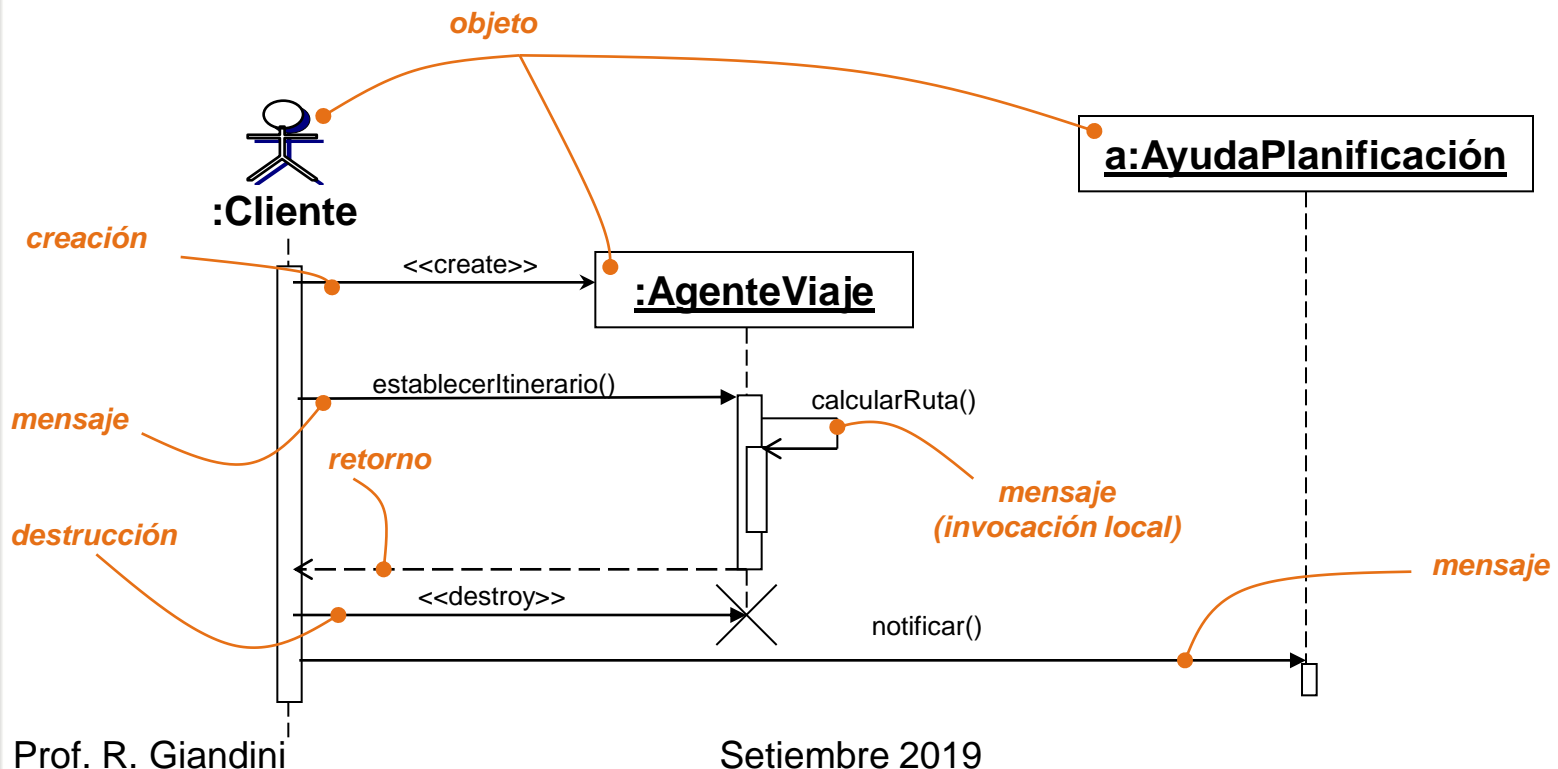 objeto
a:AyudaPlanificación
:Cliente
creación
<<create>>
:AgenteViaje
establecerItinerario()
calcularRuta()
mensaje
retorno
mensaje
(invocación local)
destrucción
mensaje
<<destroy>>
notificar()
Prof. R. Giandini
Setiembre 2019